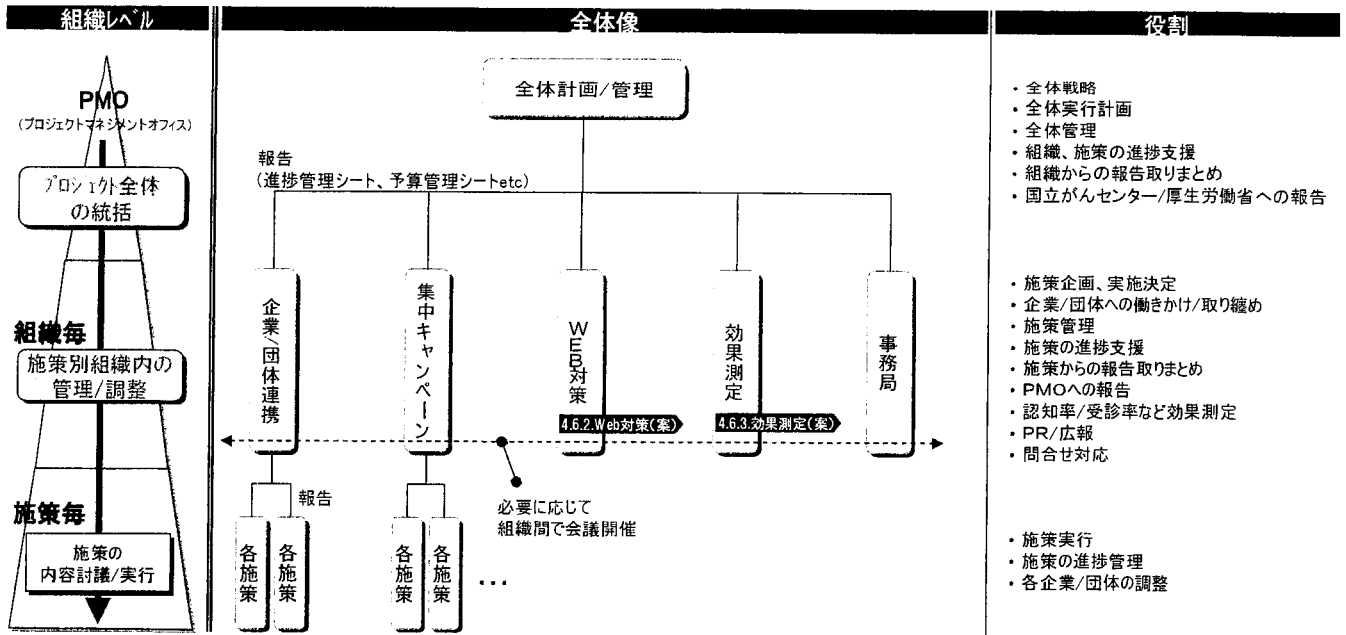 組織レベル
全体像
役割
PMO
(プロジェクトマネジメントオフィス)
プロジェクト全体
の統括
組織毎
施策別組織内の
管理/調整
施策毎
施策の
内容討議/実行
全体計画/管理
報告
(進捗管理シート、予算管理シートetc)
企業/団体連携
集中キャンペーン
WEB対策
効果測定
事務局
4.6.2.Web対策(案)
4.6.3.効果測定(案)
報告
必要に応じて
組織間で会議開催
各施策
各施策
各施策
各施策
・・・
・全体戦略
・全体実行計画
・全体管理
・組織、施策の進捗支援
・組織からの報告取りまとめ
・国立がんセンター/厚生労働省への報告
・施策企画、実施決定
・企業/団体への働きかけ/取り纏め
・施策管理
・施策の進捗支援
・施策からの報告取りまとめ
・PMOへの報告
・認知率/受診率など効果測定
・PR/広報
・問合せ対応
・施策実行
・施策の進捗管理
・各企業/団体の調整